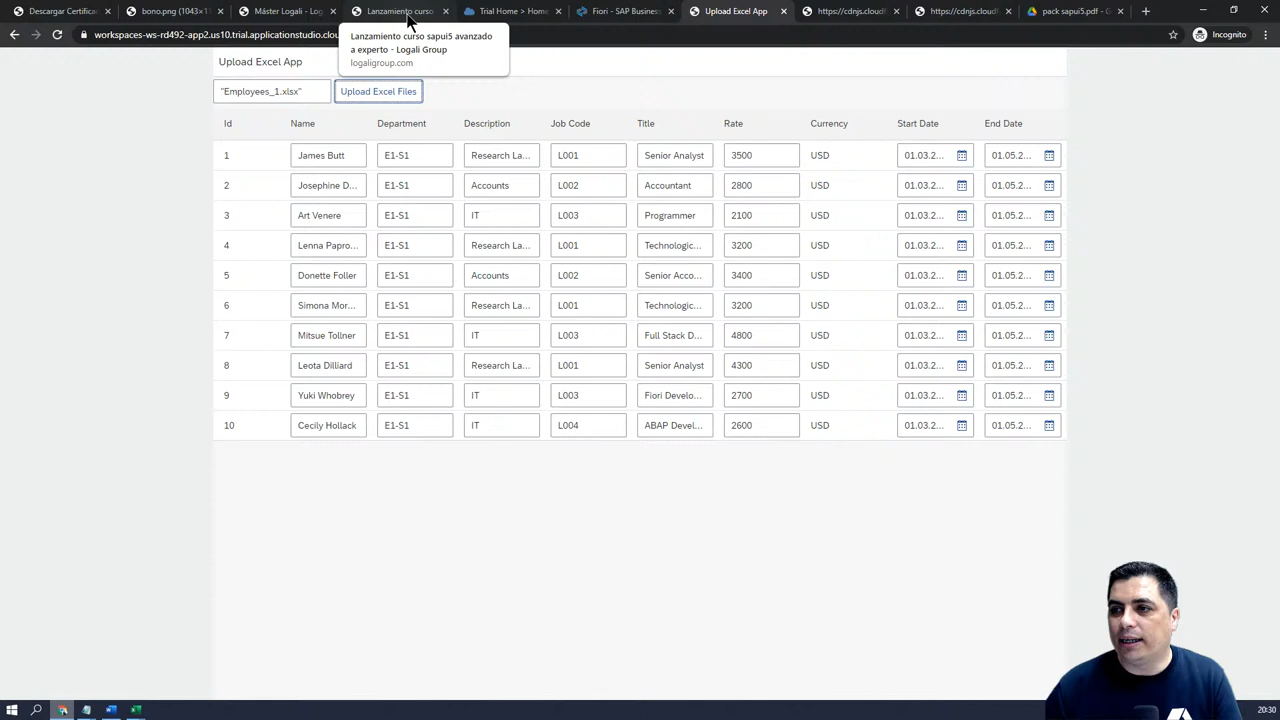 Descargar Certific
bono.png (1043×11
Máster Logali - Log
Lanzamiento curso
Trial Home > Home
Fiori - SAP Busines
Upload Excel App
https://cdnjs.cloudf
https://cdnjs.cloudf
pack sapui5.pdf - G
workspaces-ws-rd492-app2.us10.trial.applicationstudio.clou
Incognito
Lanzamiento curso sapui5 avanzado
a experto - Logali Group
logaligroup.com
Upload Excel App
"Employees_1.xlsx" Upload Excel Files
Id Name Department Description Job Code Title Rate Currency Start Date End Date
1 James Butt E1-S1 Research La... L001 Senior Analyst 3500 USD 01.03.2... 01.05.2...
2 Josephine D... E1-S1 Accounts L002 Accountant 2800 USD 01.03.2... 01.05.2...
3 Art Venere E1-S1 IT L003 Programmer 2100 USD 01.03.2... 01.05.2...
4 Lenna Papro... E1-S1 Research La... L001 Technologic... 3200 USD 01.03.2... 01.05.2...
5 Donette Foller E1-S1 Accounts L002 Senior Acco... 3400 USD 01.03.2... 01.05.2...
6 Simona Mor... E1-S1 Research La... L001 Technologic... 3200 USD 01.03.2... 01.05.2...
7 Mitsue Tollner E1-S1 IT L003 Full Stack D... 4800 USD 01.03.2... 01.05.2...
8 Leota Dilliard E1-S1 Research La... L001 Senior Analyst 4300 USD 01.03.2... 01.05.2...
9 Yuki Whobrey E1-S1 IT L003 Fiori Develo... 2700 USD 01.03.2... 01.05.2...
10 Cecily Hollack E1-S1 IT L004 ABAP Devel... 2600 USD 01.03.2... 01.05.2...
20:30